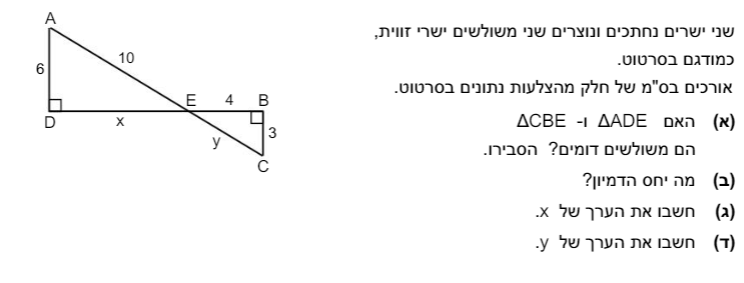 שני ישרים נחתכים ונוצרים שני משולשים ישרי זווית,
כמודגם בסרטוט.
אורכים בס"מ של חלק מהצלעות נתונים בסרטוט.
(א) האם ΔADE ו- ΔCBE
הם משולשים דומים? הסבירו.
(ב) מה יחס הדמיון?
(ג) חשבו את הערך של x.
(ד) חשבו את הערך של y.
A
10
6
E 4 B
D x
3
y
C